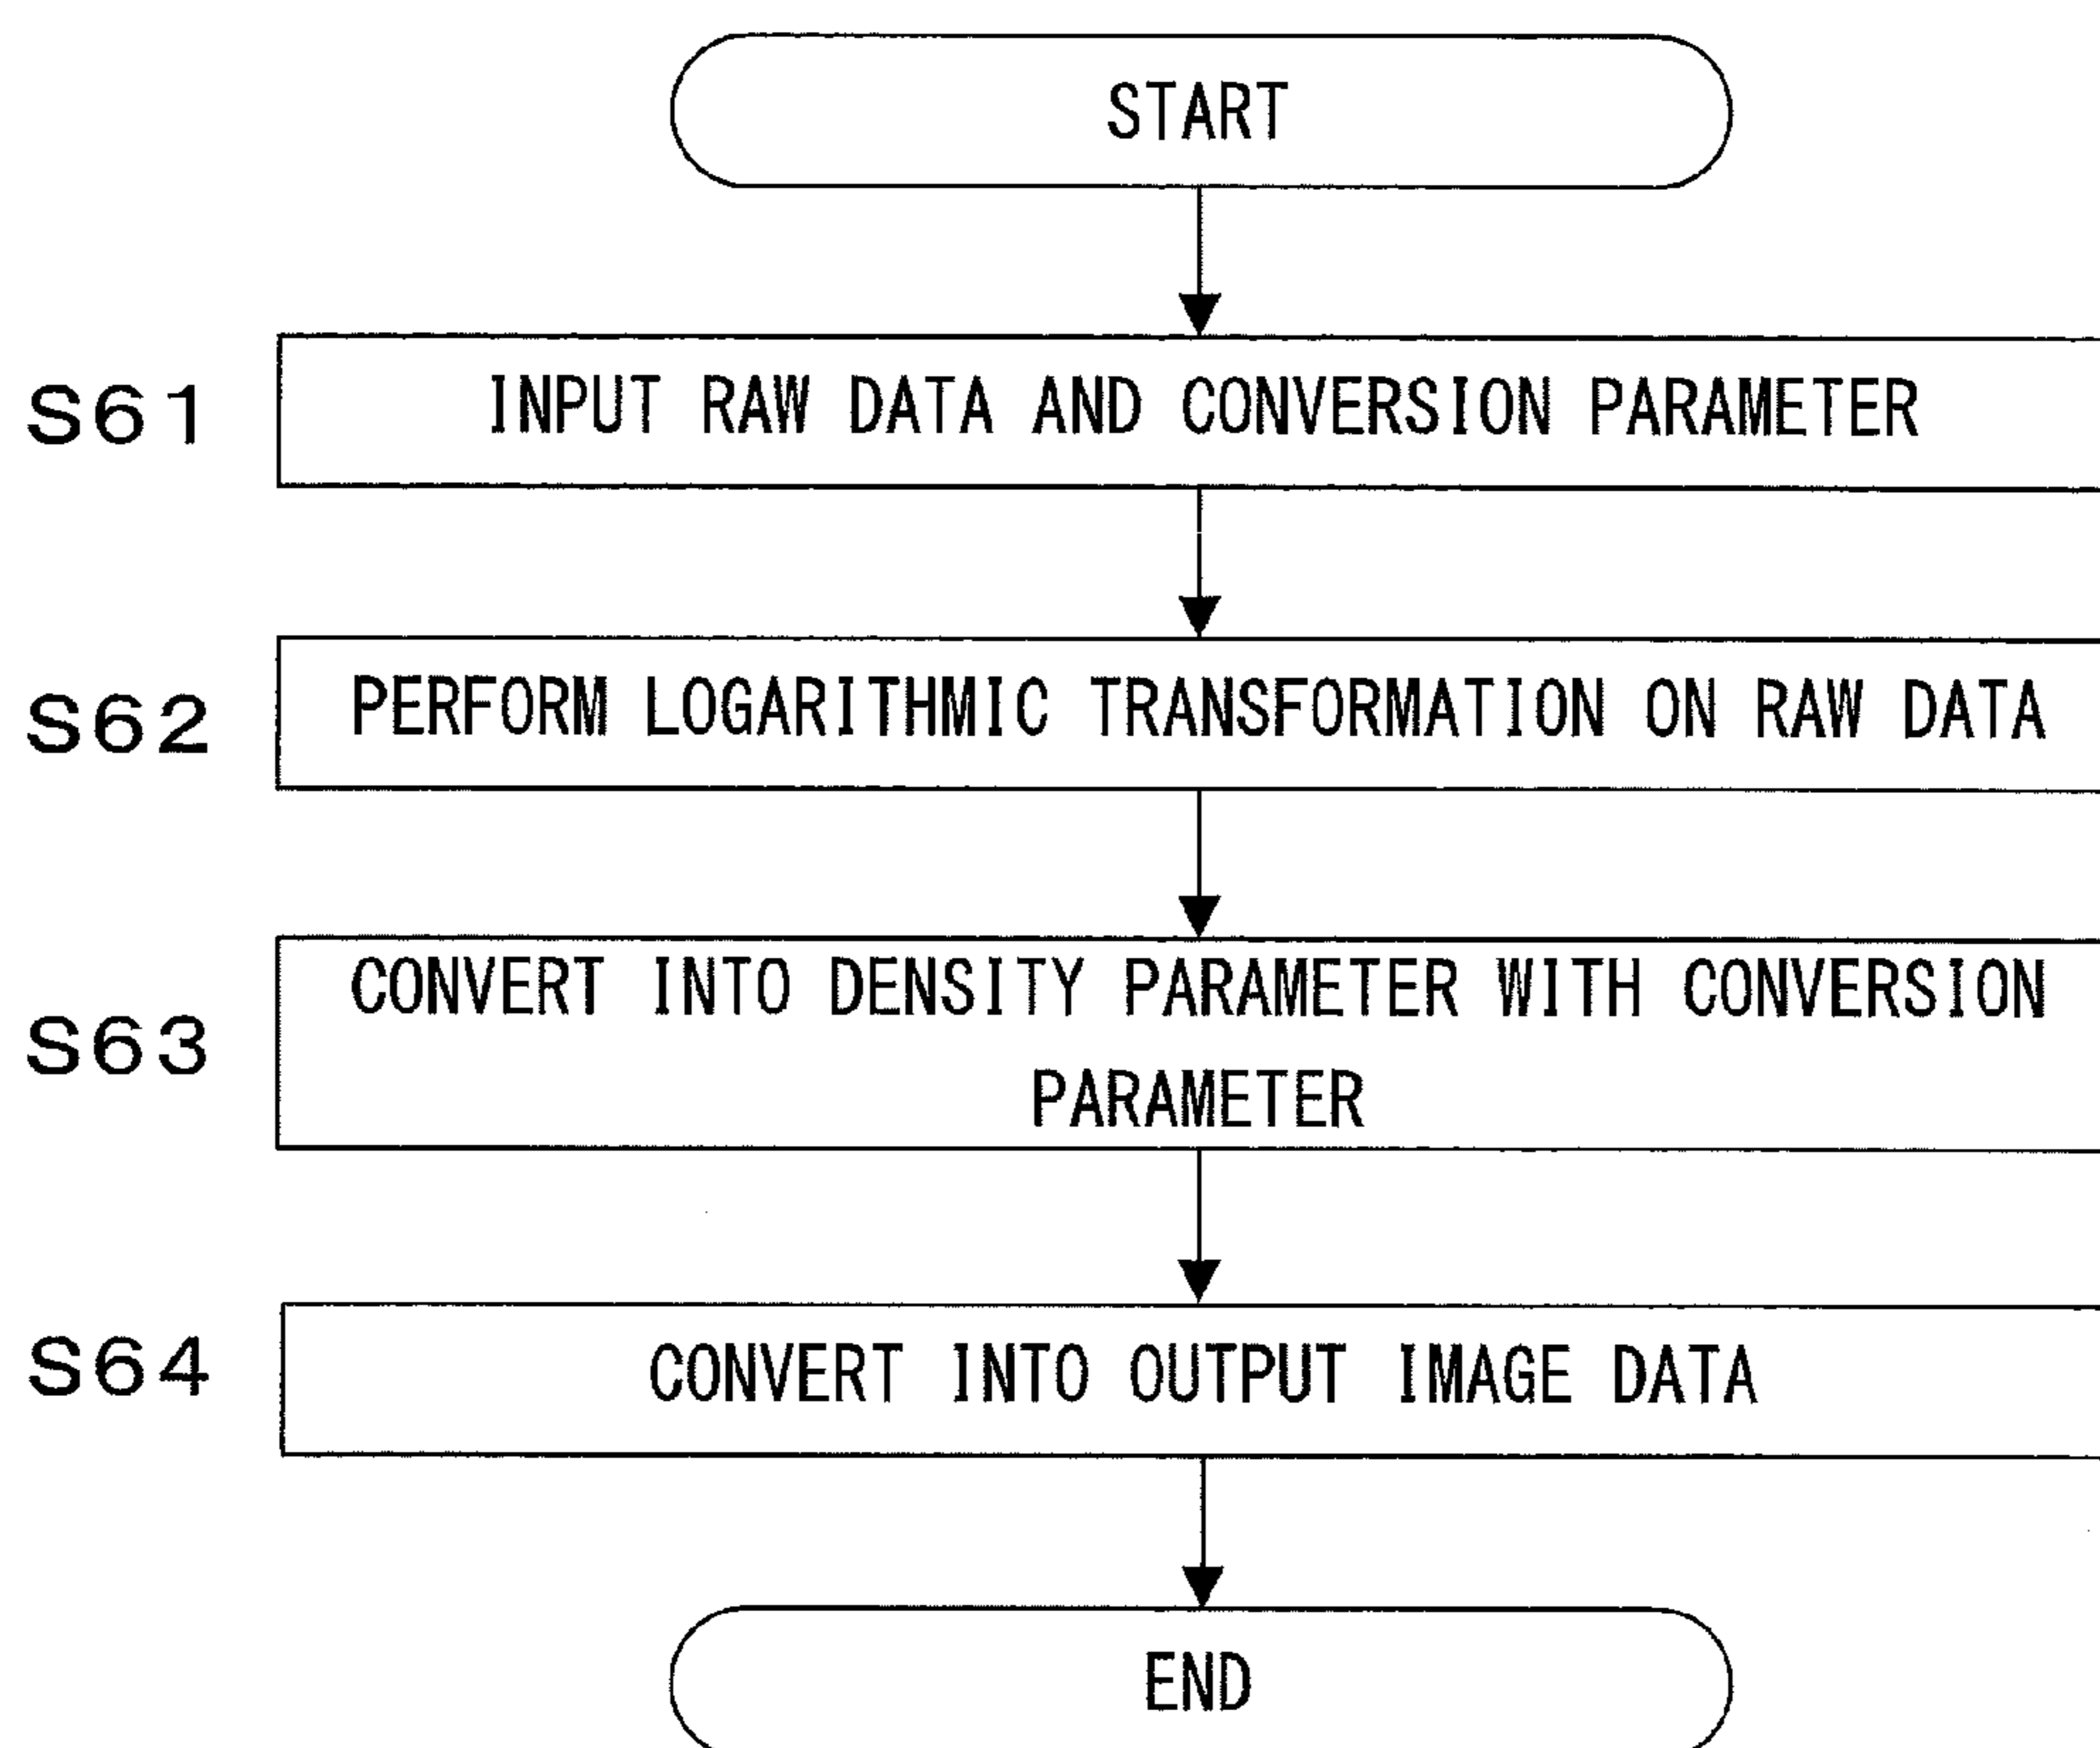 START
S61 INPUT RAW DATA AND CONVERSION PARAMETER
S62 PERFORM LOGARITHMIC TRANSFORMATION ON RAW DATA
CONVERT INTO DENSITY PARAMETER WITH CONVERSION
S63
PARAMETER
S64 CONVERT INTO OUTPUT IMAGE DATA
END